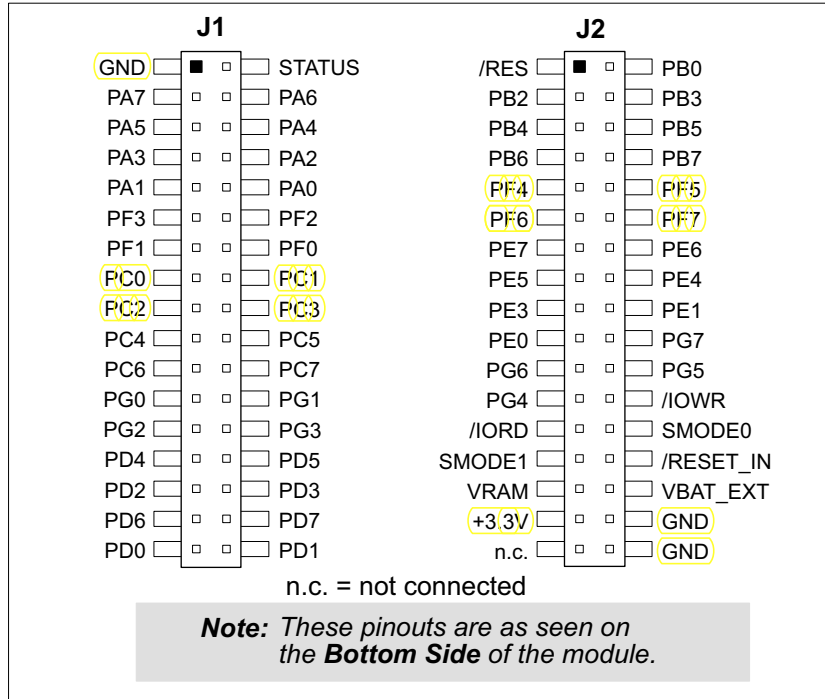 J1 J2
GND STATUS /RES PB0
PA7 PA6 PB2 PB3
PA5 PA4 PB4 PB5
PA3 PA2 PB6 PB7
PA1 PA0 PF4 PF5
PF3 PF2 PF6 PF7
PF1 PF0 PE7 PE6
PC0 PC1 PE5 PE4
PC2 PC3 PE3 PE1
PC4 PC5 PE0 PG7
PC6 PC7 PG6 PG5
PG0 PG1 PG4 /IOWR
PG2 PG3 /IORD SMODE0
PD4 PD5 SMODE1 /RESET_IN
PD2 PD3 VRAM VBAT_EXT
PD6 PD7 +3.3V GND
PD0 PD1 n.c. GND
n.c. = not connected
Note: These pinouts are as seen on
the Bottom Side of the module.